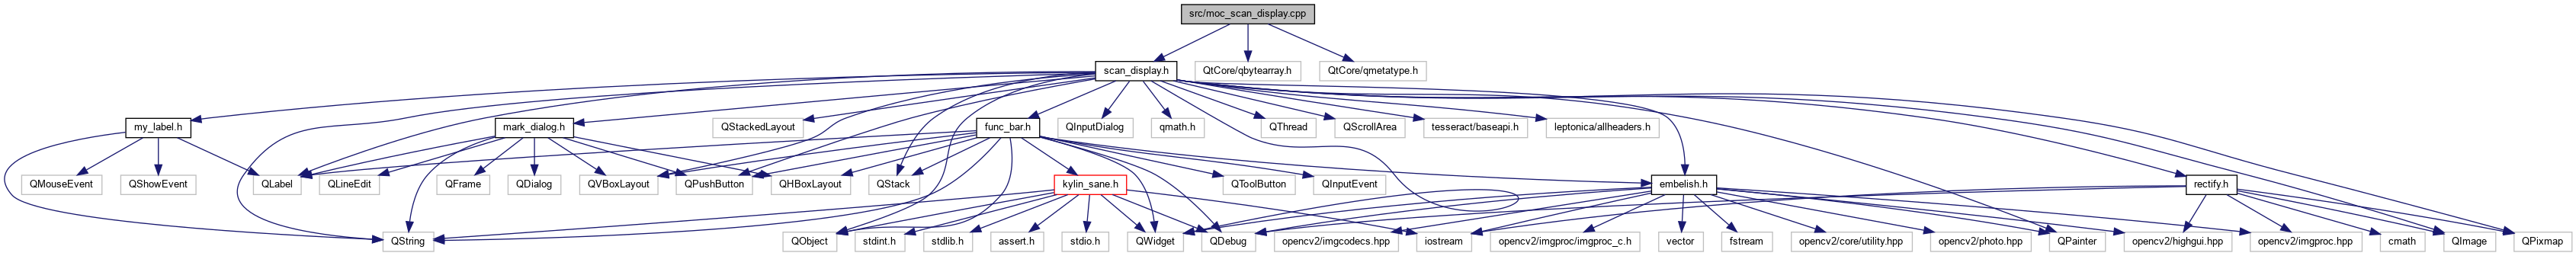 src/moc_scan_display.cpp
scan_display.h
QtCore/qbytearray.h
QtCore/qmetatype.h
my_label.h
QStackedLayout
mark_dialog.h
func_bar.h
QInputDialog
qmath.h
QThread
QScrollArea
tesseract/baseapi.h
leptonica/allheaders.h
QMouseEvent
QShowEvent
QLabel
QLineEdit
QFrame
QDialog
QVBoxLayout
QPushButton
QHBoxLayout
QStack
kylin_sane.h
QToolButton
QInputEvent
embelish.h
rectify.h
QString
QObject
stdint.h
stdlib.h
assert.h
stdio.h
QWidget
QDebug
opencv2/imgcodecs.hpp
iostream
opencv2/imgproc/imgproc_c.h
vector
fstream
opencv2/core/utility.hpp
opencv2/photo.hpp
QPainter
opencv2/highgui.hpp
opencv2/imgproc.hpp
cmath
QImage
QPixmap